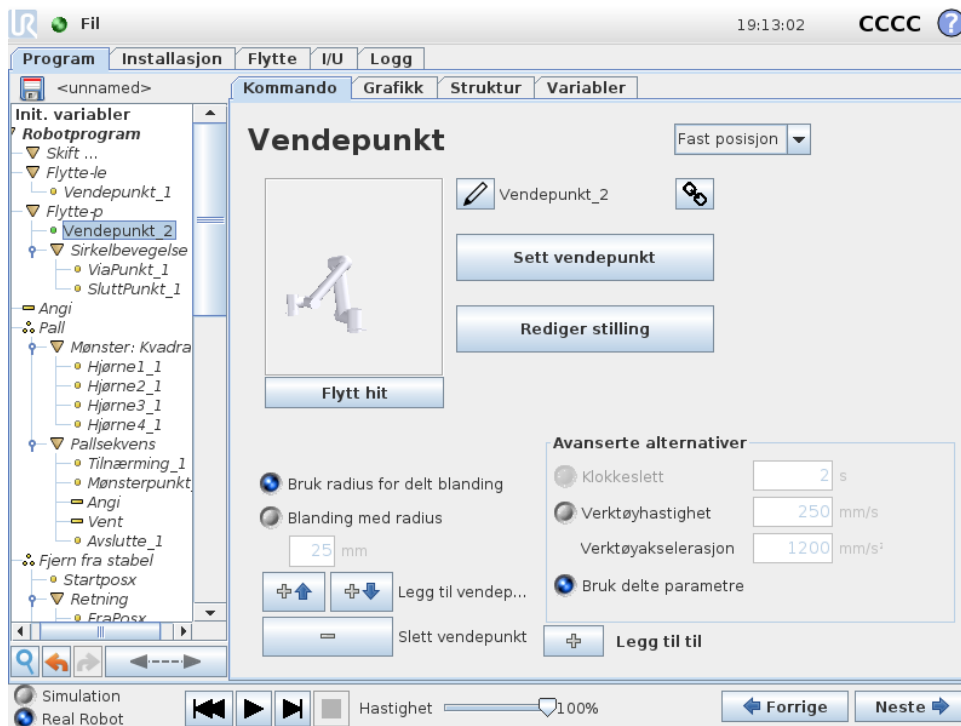 UR Fil 19:13:02 CCCC ?
Program Installasjon Flytte I/U Logg
<unnamed>
Kommando Grafikk Struktur Variabler
Init. variabler
Robotprogram
Skift ...
Flytte-le
Vendepunkt_1
Flytte-p
Vendepunkt_2
Sirkelbevegelse
ViaPunkt_1
SluttPunkt_1
Angi
Pall
Mønster: Kvadra
Hjørne1_1
Hjørne2_1
Hjørne3_1
Hjørne4_1
Pallsekvens
Tilnærming_1
Mønsterpunkt_
Angi
Vent
Avslutte_1
Fjern fra stabel
Startposx
Retning
FraPosx
Vendepunkt
Fast posisjon
Vendepunkt_2
Sett vendepunkt
Rediger stilling
Flytt hit
Bruk radius for delt blanding
Blanding med radius
25 mm
Legg til vendep...
Slett vendepunkt
Avanserte alternativer
Klokkeslett 2 s
Verktøyhastighet 250 mm/s
Verktøyakselerasjon 1200 mm/s²
Bruk delte parametre
Legg til til
Simulation
Real Robot
Hastighet 100%
Forrige Neste